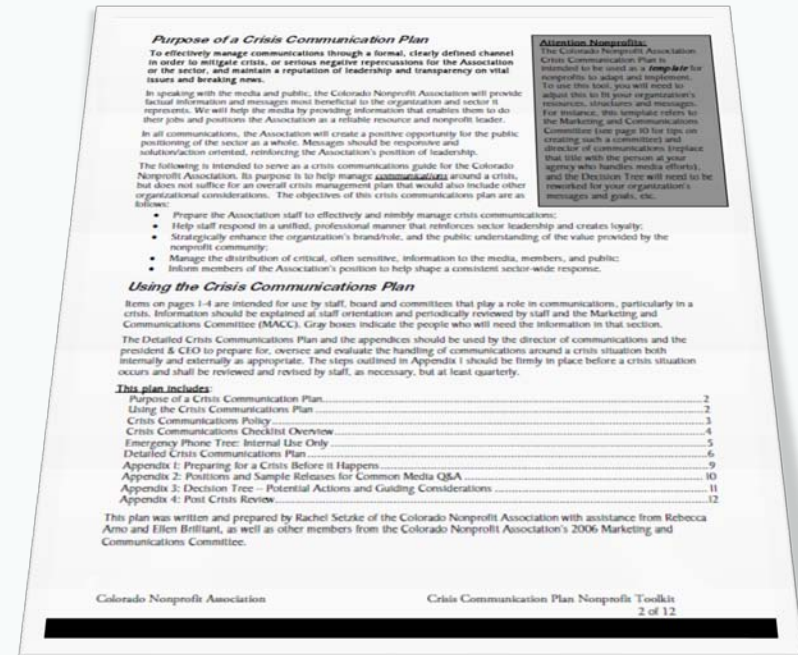 Purpose of a Crisis Communication Plan
To effectively manage communications through a formal, clearly defined channel
in order to mitigate crisis, or serious negative repercussions for the Association
or the sector, and maintain a reputation of leadership and transparency on vital
issues and breaking news.
In speaking with the media and public, the Colorado Nonprofit Association will provide
factual information and messages most beneficial to the organization and sector it
represents. We will help the media by providing information that enables them to do
their jobs and positions the Association as a reliable resource and nonprofit leader.
In all communications, the Association will create a positive opportunity for the public
positioning of the sector as a whole. Messages should be responsive and
solution/action oriented, reinforcing the Association's position of leadership.
The following is intended to serve as a crisis communications guide for the Colorado
Nonprofit Association. Its purpose is to help manage communications around a crisis,
but does not suffice for an overall crisis management plan that would also include other
organizational considerations. The objectives of this crisis communications plan are as
follows:
• Prepare the Association staff to effectively and nimbly manage crisis communications;
• Help staff respond in a unified, professional manner that reinforces sector leadership and creates loyalty;
• Strategically enhance the organization's brand/role, and the public understanding of the value provided by the
nonprofit community;
• Manage the distribution of critical, often sensitive, information to the media, members, and public;
• Inform members of the Association's position to help shape a consistent sector-wide response.
Attention Nonprofits:
The Colorado Nonprofit Association
Crisis Communication Plan is
intended to be used as a template for
nonprofits to adapt and implement.
To use this tool, you will need to
adjust this to fit your organization's
resources, structures and messages.
For instance, this template refers to
the Marketing and Communications
Committee (see page 10 for tips on
creating such a committee) and
director of communications (replace
that title with the person at your
agency who handles media efforts),
and the Decision Tree will need to be
reworked for your organization's
messages and goals, etc.
Using the Crisis Communications Plan
Items on pages 1-4 are intended for use by staff, board and committees that play a role in communications, particularly in a
crisis. Information should be explained at staff orientation and periodically reviewed by staff and the Marketing and
Communications Committee (MACC). Gray boxes indicate the people who will need the information in that section.
The Detailed Crisis Communications Plan and the appendices should be used by the director of communications and the
president & CEO to prepare for, oversee and evaluate the handling of communications around a crisis situation both
internally and externally as appropriate. The steps outlined in Appendix I should be firmly in place before a crisis situation
occurs and shall be reviewed and revised by staff, as necessary, but at least quarterly.
This plan includes:
Purpose of a Crisis Communication Plan 2
Using the Crisis Communications Plan 2
Crisis Communications Policy 3
Crisis Communications Checklist Overview 4
Emergency Phone Tree: Internal Use Only 5
Detailed Crisis Communications Plan 6
Appendix 1: Preparing for a Crisis Before it Happens 9
Appendix 2: Positions and Sample Releases for Common Media Q&A 10
Appendix 3: Decision Tree – Potential Actions and Guiding Considerations 11
Appendix 4: Post Crisis Review 12
This plan was written and prepared by Rachel Setzke of the Colorado Nonprofit Association with assistance from Rebecca
Arno and Ellen Brilliant, as well as other members from the Colorado Nonprofit Association's 2006 Marketing and
Communications Committee.
Colorado Nonprofit Association Crisis Communication Plan Nonprofit Toolkit
2 of 12